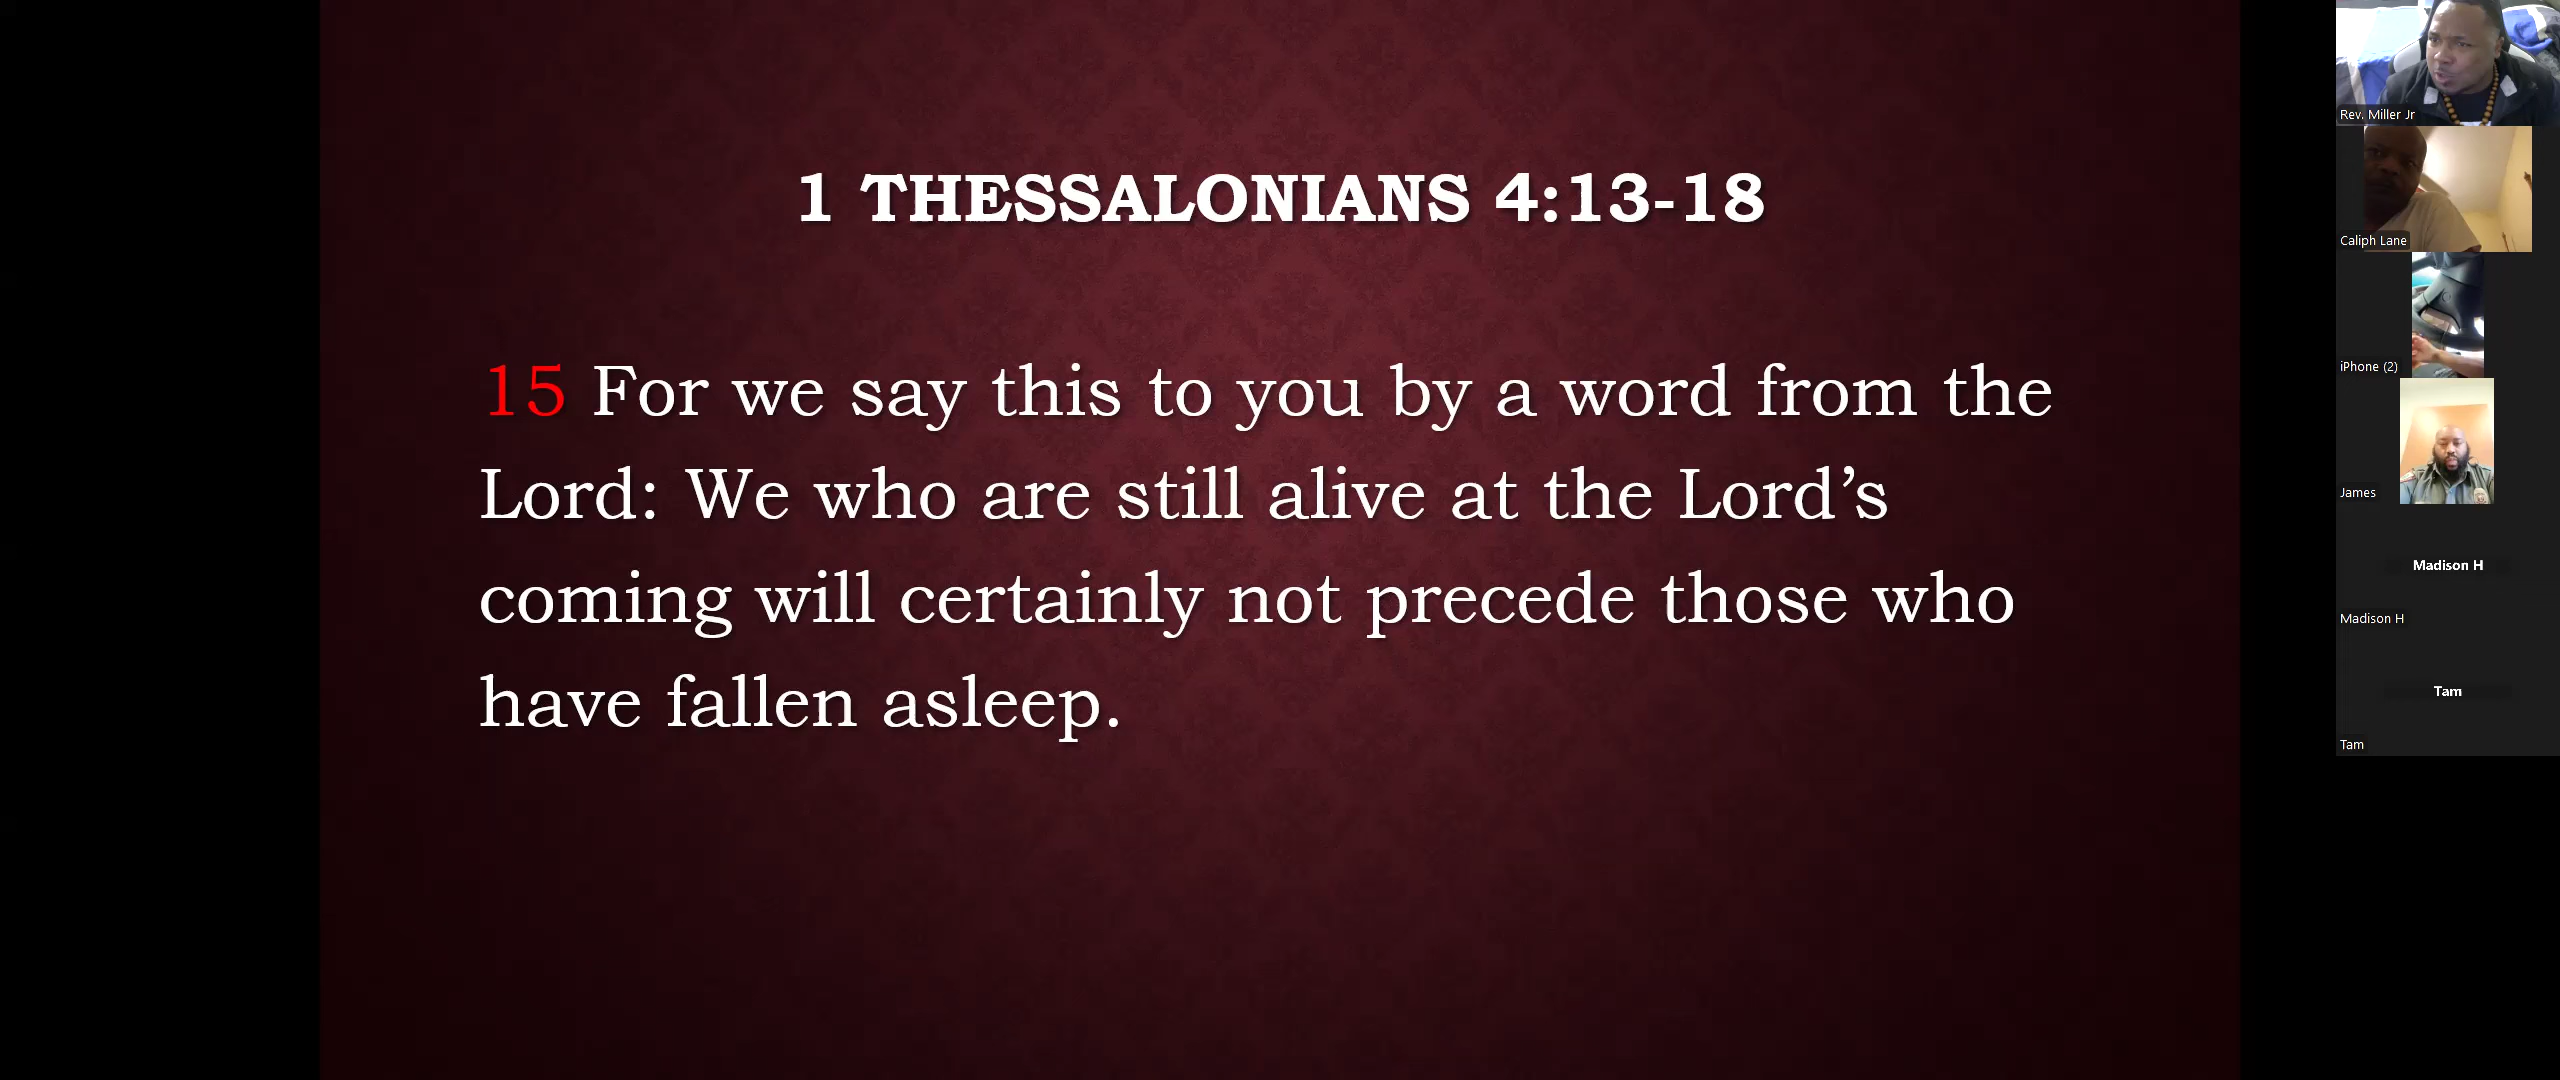 1 THESSALONIANS 4:13-18
15 For we say this to you by a word from the
Lord: We who are still alive at the Lord’s
coming will certainly not precede those who
have fallen asleep.
Rev. Miller Jr
Caliph Lane
iPhone (2)
James
Madison H
Madison H
Tam
Tam